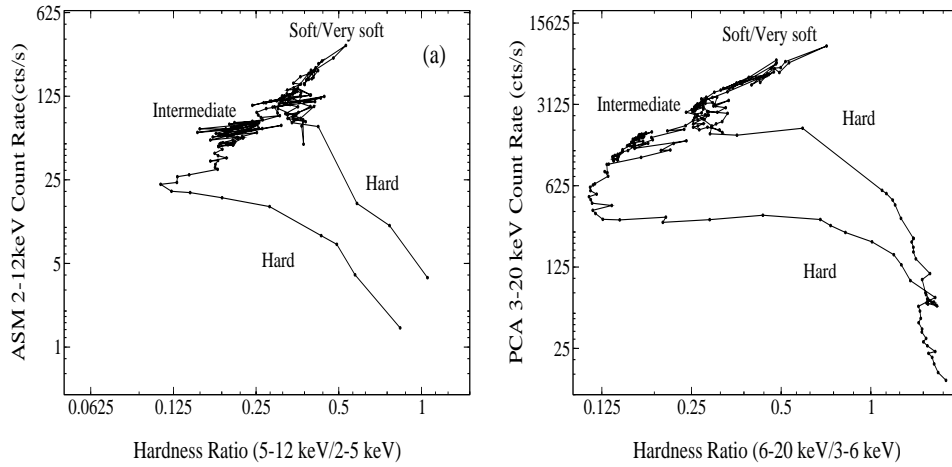 625
125
25
5
1
ASM 2-12keV Count Rate(cts/s)
Soft/Very soft
(a)
Intermediate
Hard
Hard
0.0625 0.125 0.25 0.5 1
Hardness Ratio (5-12 keV/2-5 keV)
15625
3125
625
125
25
PCA 3-20 keV Count Rate (cts/s)
Soft/Very soft
Intermediate
Hard
Hard
0.125 0.25 0.5 1
Hardness Ratio (6-20 keV/3-6 keV)